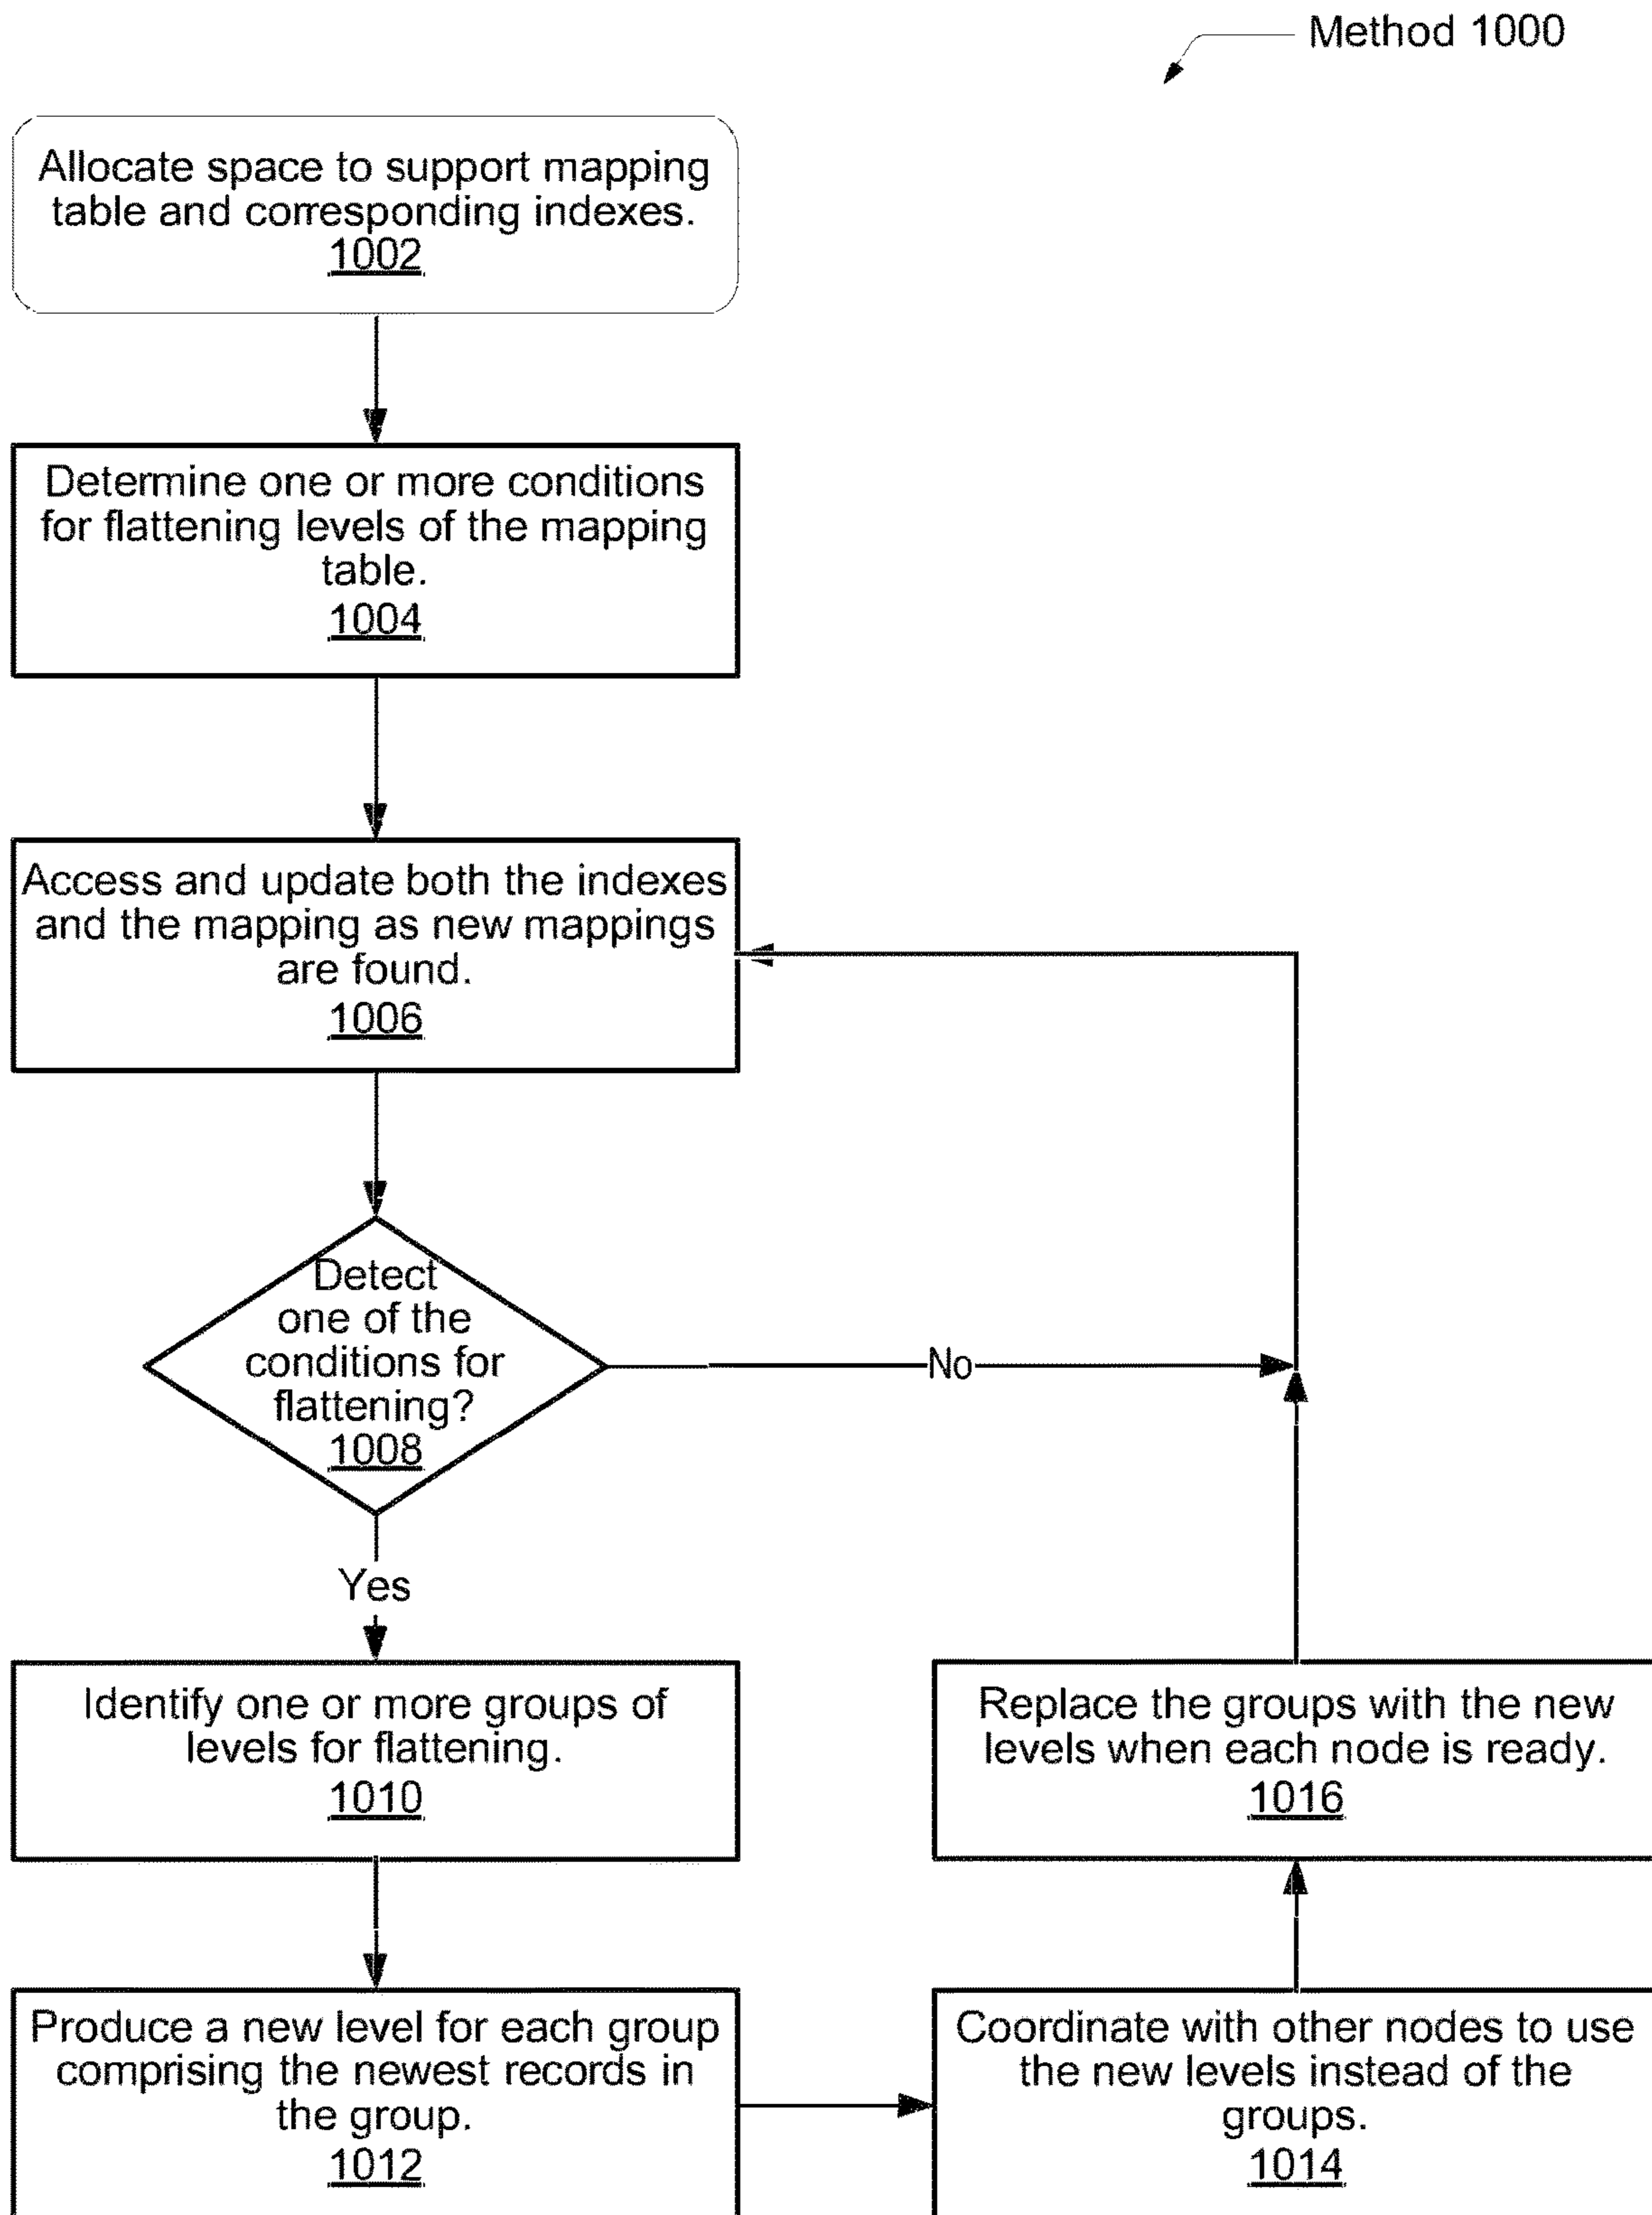 Method 1000
Allocate space to support mapping
table and corresponding indexes.
1002
Determine one or more conditions
for flattening levels of the mapping
table.
1004
Access and update both the indexes
and the mapping as new mappings
are found.
1006
Detect
one of the
conditions for
flattening?
1008
No
Yes
Identify one or more groups of
levels for flattening.
1010
Produce a new level for each group
comprising the newest records in
the group.
1012
Coordinate with other nodes to use
the new levels instead of the
groups.
1014
Replace the groups with the new
levels when each node is ready.
1016